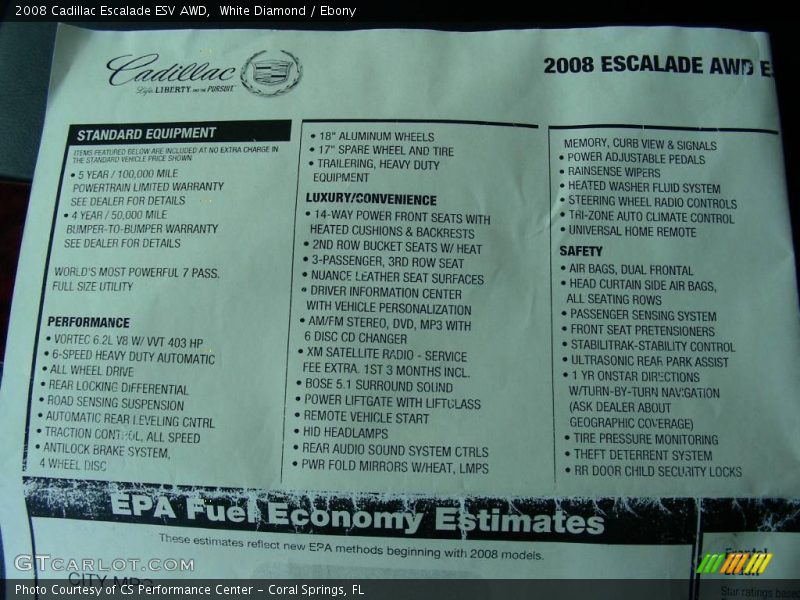 2008 Cadillac Escalade ESV AWD, White Diamond / Ebony
Cadillac
Life, LIBERTY, AND THE PURSUIT
2008 ESCALADE AWD E
STANDARD EQUIPMENT
ITEMS FEATURED BELOW ARE INCLUDED AT NO EXTRA CHARGE IN
THE STANDARD VEHICLE PRICE SHOWN
• 5 YEAR / 100,000 MILE
POWERTRAIN LIMITED WARRANTY
SEE DEALER FOR DETAILS
• 4 YEAR / 50,000 MILE
BUMPER-TO-BUMPER WARRANTY
SEE DEALER FOR DETAILS
WORLD'S MOST POWERFUL 7 PASS.
FULL SIZE UTILITY
PERFORMANCE
• VORTEC 6.2L V8 W/ VVT 403 HP
• 6-SPEED HEAVY DUTY AUTOMATIC
• ALL WHEEL DRIVE
• REAR LOCKING DIFFERENTIAL
• ROAD SENSING SUSPENSION
• AUTOMATIC REAR LEVELING CNTRL
• TRACTION CONTROL, ALL SPEED
• ANTILOCK BRAKE SYSTEM,
4 WHEEL DISC
• 18" ALUMINUM WHEELS
• 17" SPARE WHEEL AND TIRE
• TRAILERING, HEAVY DUTY
EQUIPMENT
LUXURY/CONVENIENCE
• 14-WAY POWER FRONT SEATS WITH
HEATED CUSHIONS & BACKRESTS
• 2ND ROW BUCKET SEATS W/ HEAT
• 3-PASSENGER, 3RD ROW SEAT
• NUANCE LEATHER SEAT SURFACES
• DRIVER INFORMATION CENTER
WITH VEHICLE PERSONALIZATION
• AM/FM STEREO, DVD, MP3 WITH
6 DISC CD CHANGER
• XM SATELLITE RADIO - SERVICE
FEE EXTRA. 1ST 3 MONTHS INCL.
• BOSE 5.1 SURROUND SOUND
• POWER LIFTGATE WITH LIFTGLASS
• REMOTE VEHICLE START
• HID HEADLAMPS
• REAR AUDIO SOUND SYSTEM CTRLS
• PWR FOLD MIRRORS W/HEAT, LMPS
MEMORY, CURB VIEW & SIGNALS
• POWER ADJUSTABLE PEDALS
• RAINSENSE WIPERS
• HEATED WASHER FLUID SYSTEM
• STEERING WHEEL RADIO CONTROLS
• TRI-ZONE AUTO CLIMATE CONTROL
• UNIVERSAL HOME REMOTE
SAFETY
• AIR BAGS, DUAL FRONTAL
• HEAD CURTAIN SIDE AIR BAGS,
ALL SEATING ROWS
• PASSENGER SENSING SYSTEM
• FRONT SEAT PRETENSIONERS
• STABILITRAK-STABILITY CONTROL
• ULTRASONIC REAR PARK ASSIST
• 1 YR ONSTAR DIRECTIONS
W/TURN-BY-TURN NAVIGATION
(ASK DEALER ABOUT
GEOGRAPHIC COVERAGE)
• TIRE PRESSURE MONITORING
• THEFT DETERRENT SYSTEM
• RR DOOR CHILD SECURITY LOCKS
EPA Fuel Economy Estimates
These estimates reflect new EPA methods beginning with 2008 models.
CITY MPG
Frontal
Star ratings based
GTCarlot.com
Photo Courtesy of CS Performance Center - Coral Springs, FL